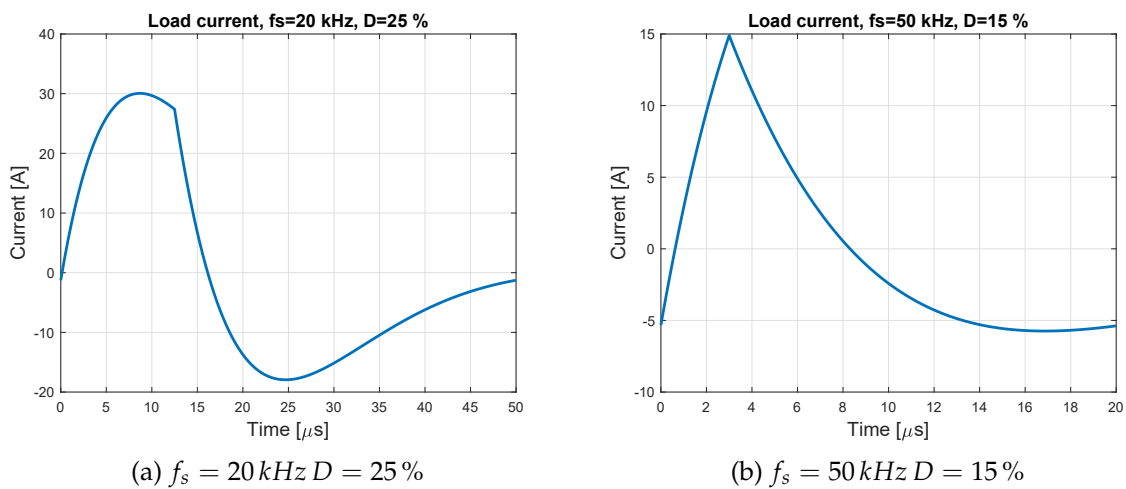 Load current, fs=20 kHz, D=25 %
40
30
20
10
0
-10
-20
Current [A]
0 5 10 15 20 25 30 35 40 45 50
Time [μs]
(a) fs = 20 kHz D = 25 %
Load current, fs=50 kHz, D=15 %
15
10
5
0
-5
-10
Current [A]
0 2 4 6 8 10 12 14 16 18 20
Time [μs]
(b) fs = 50 kHz D = 15 %